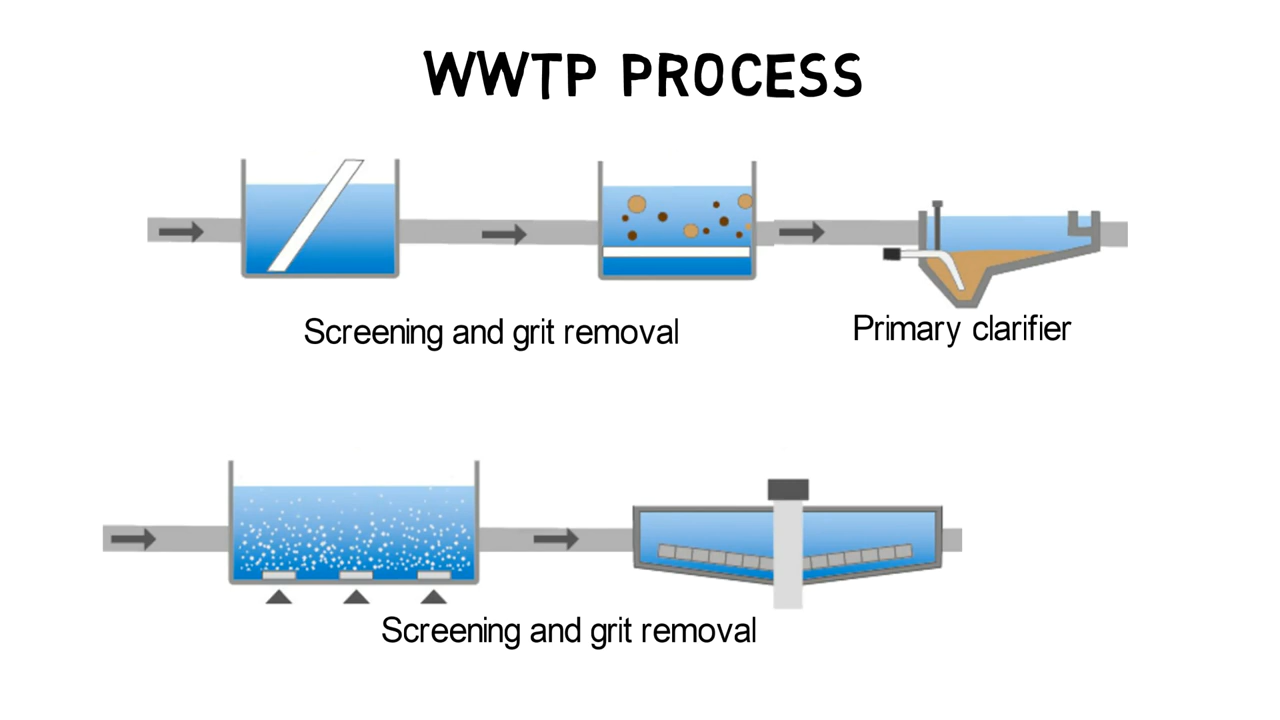 WWTP PROCESS
Screening and grit removal
Primary clarifier
Screening and grit removal